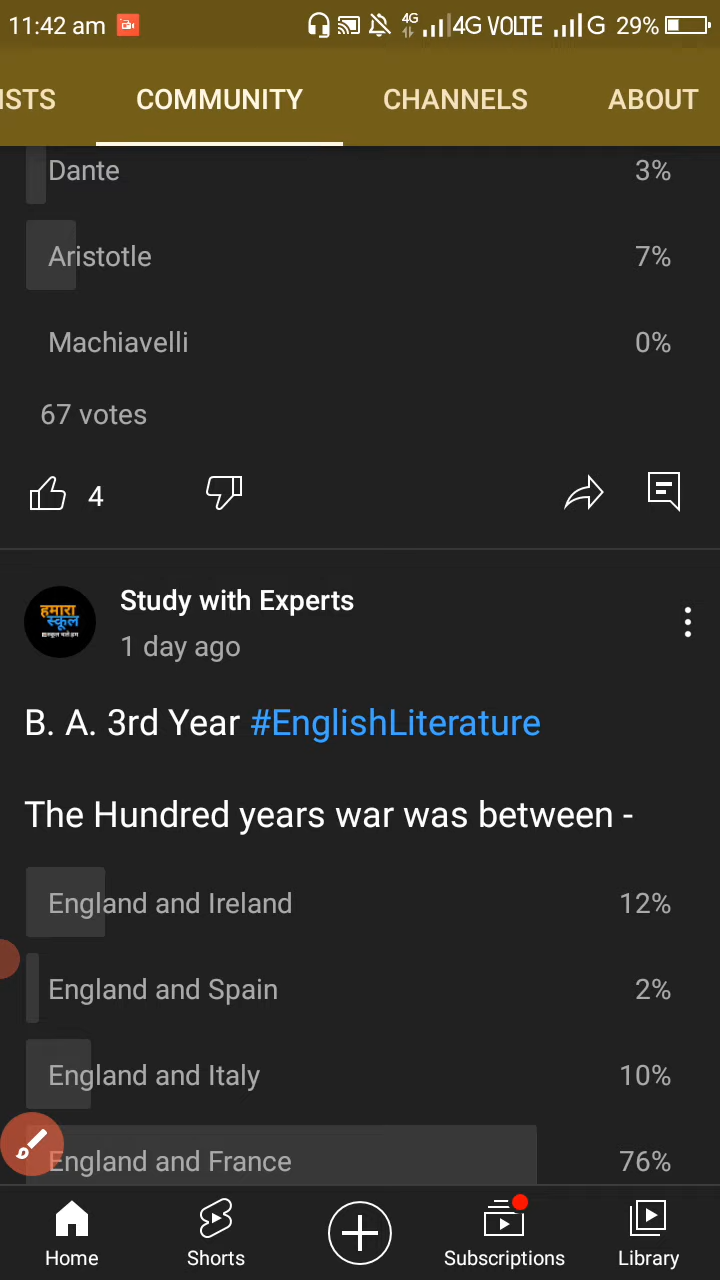 11:42 am 4G 4G VOLTE G 29%
ISTS COMMUNITY CHANNELS ABOUT
Dante 3%
Aristotle 7%
Machiavelli 0%
67 votes
4
हमारा
स्कूल
Study with Experts
1 day ago
B. A. 3rd Year #EnglishLiterature
The Hundred years war was between -
England and Ireland 12%
England and Spain 2%
England and Italy 10%
England and France 76%
Home Shorts Subscriptions Library